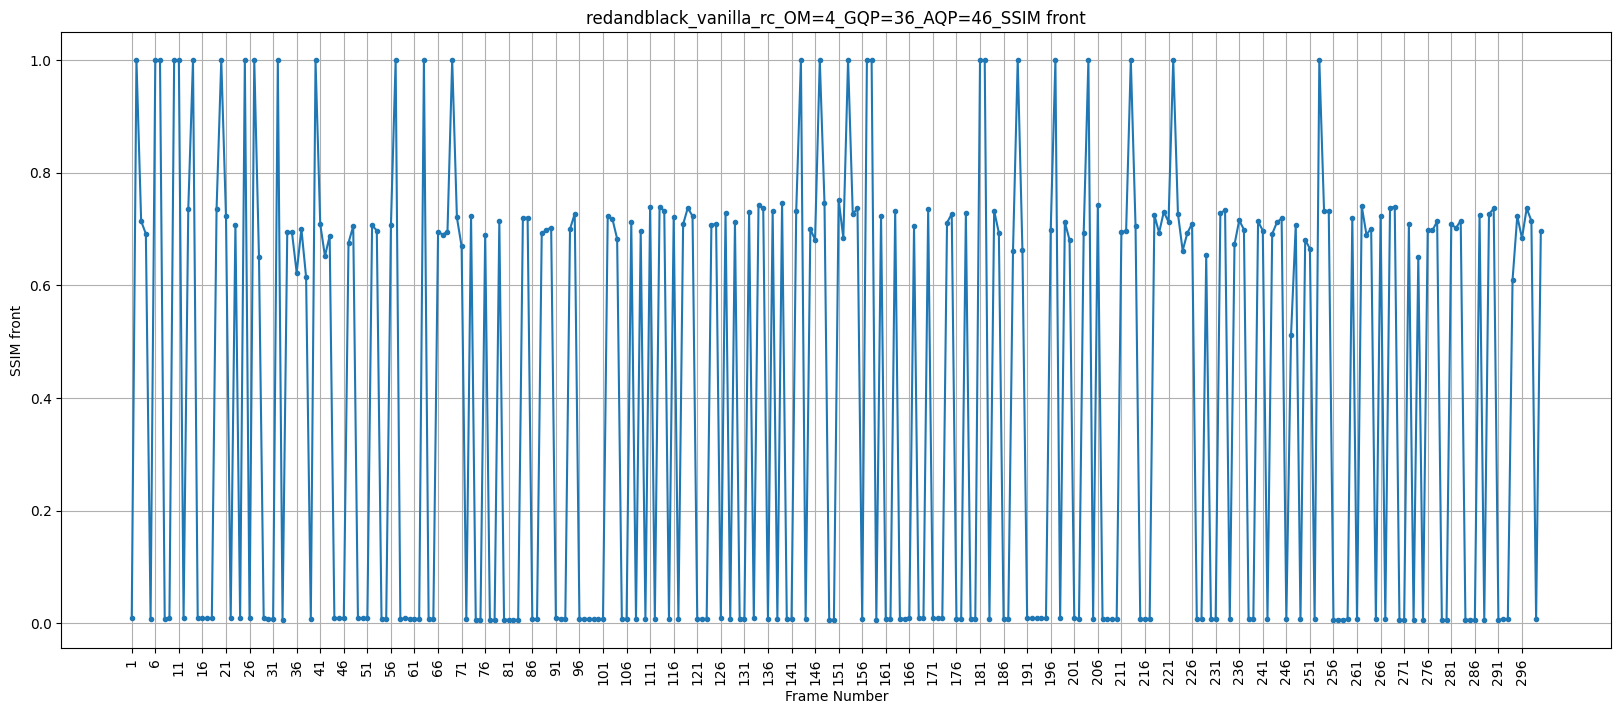 redandblack_vanilla_rc_OM=4_GQP=36_AQP=46_SSIM front
1.0
0.8
0.6
0.4
0.2
0.0
SSIM front
1 6 11 16 21 26 31 36 41 46 51 56 61 66 71 76 81 86 91 96 101 106 111 116 121 126 131 136 141 146 151 156 161 166 171 176 181 186 191 196 201 206 211 216 221 226 231 236 241 246 251 256 261 266 271 276 281 286 291 296
Frame Number